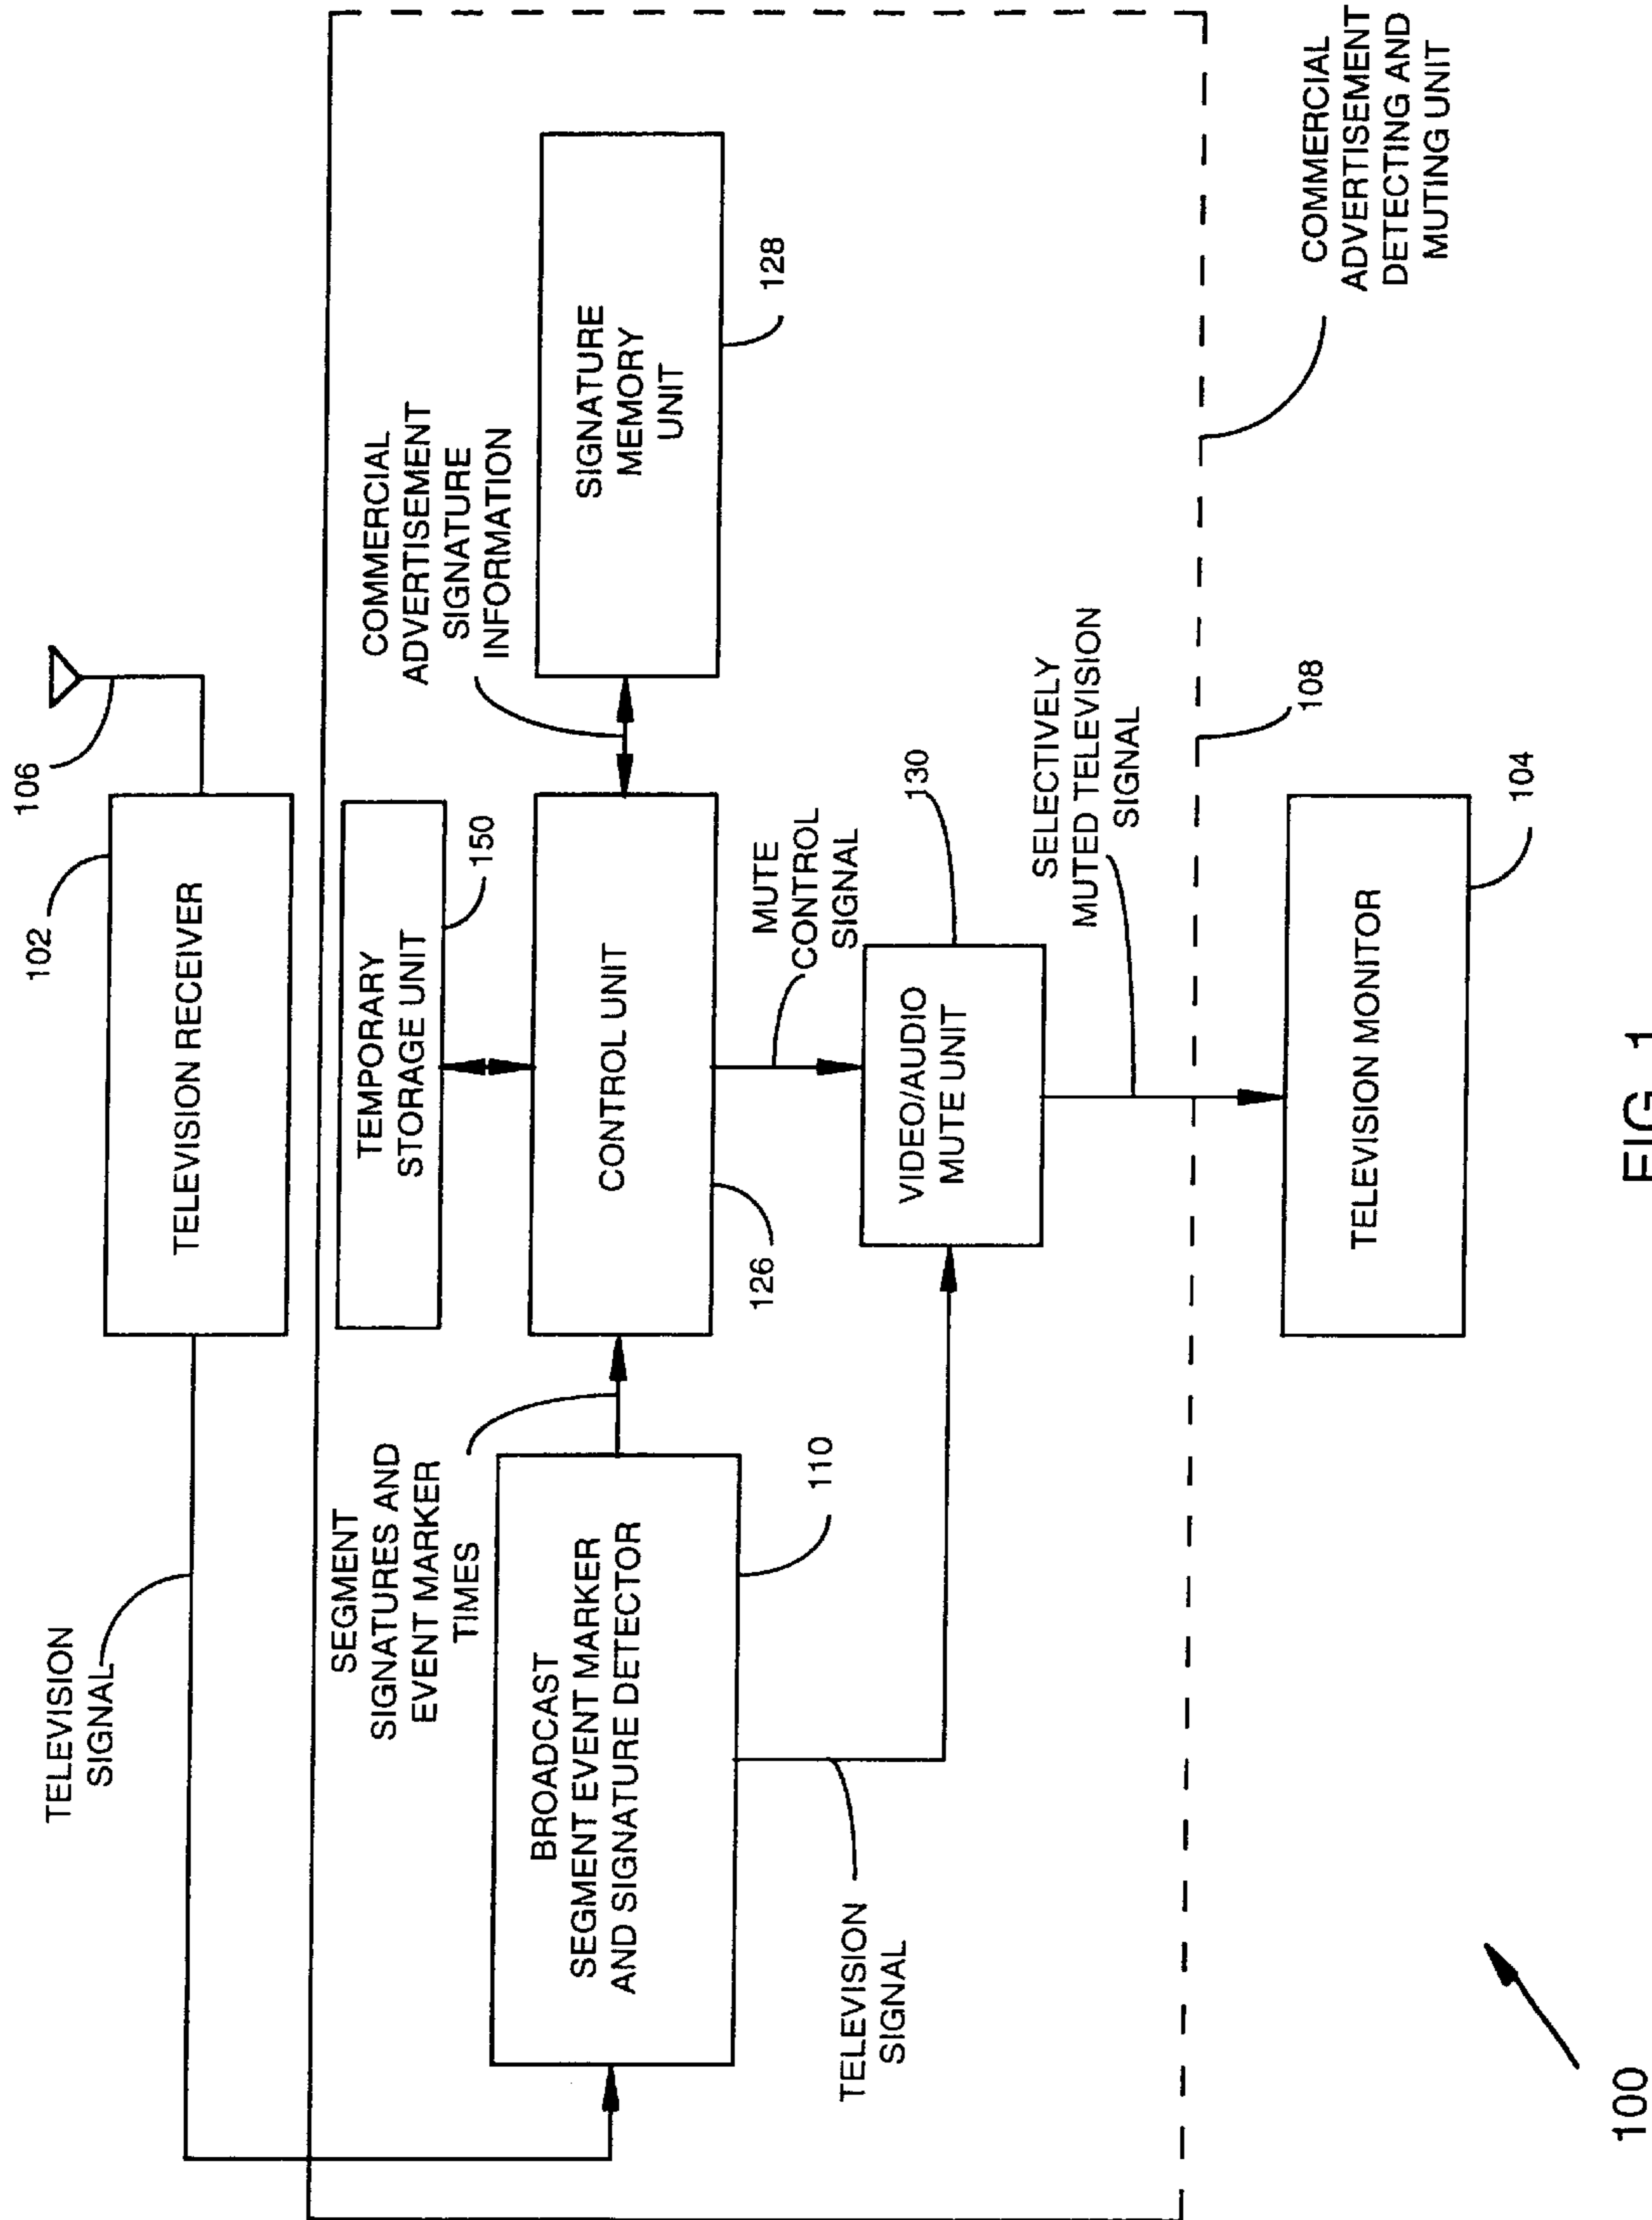 106
102
TELEVISION RECEIVER
TELEVISION
SIGNAL
TEMPORARY
STORAGE UNIT
150
SEGMENT
SIGNATURES AND
EVENT MARKER
TIMES
COMMERCIAL
ADVERTISEMENT
SIGNATURE
INFORMATION
BROADCAST
SEGMENT EVENT MARKER
AND SIGNATURE DETECTOR
110
CONTROL UNIT
126
SIGNATURE
MEMORY
UNIT
128
MUTE
CONTROL
SIGNAL
TELEVISION
SIGNAL
VIDEO/AUDIO
MUTE UNIT
130
SELECTIVELY
MUTED TELEVISION
SIGNAL
108
COMMERCIAL
ADVERTISEMENT
DETECTING AND
MUTING UNIT
TELEVISION MONITOR
104
100
FIG. 1